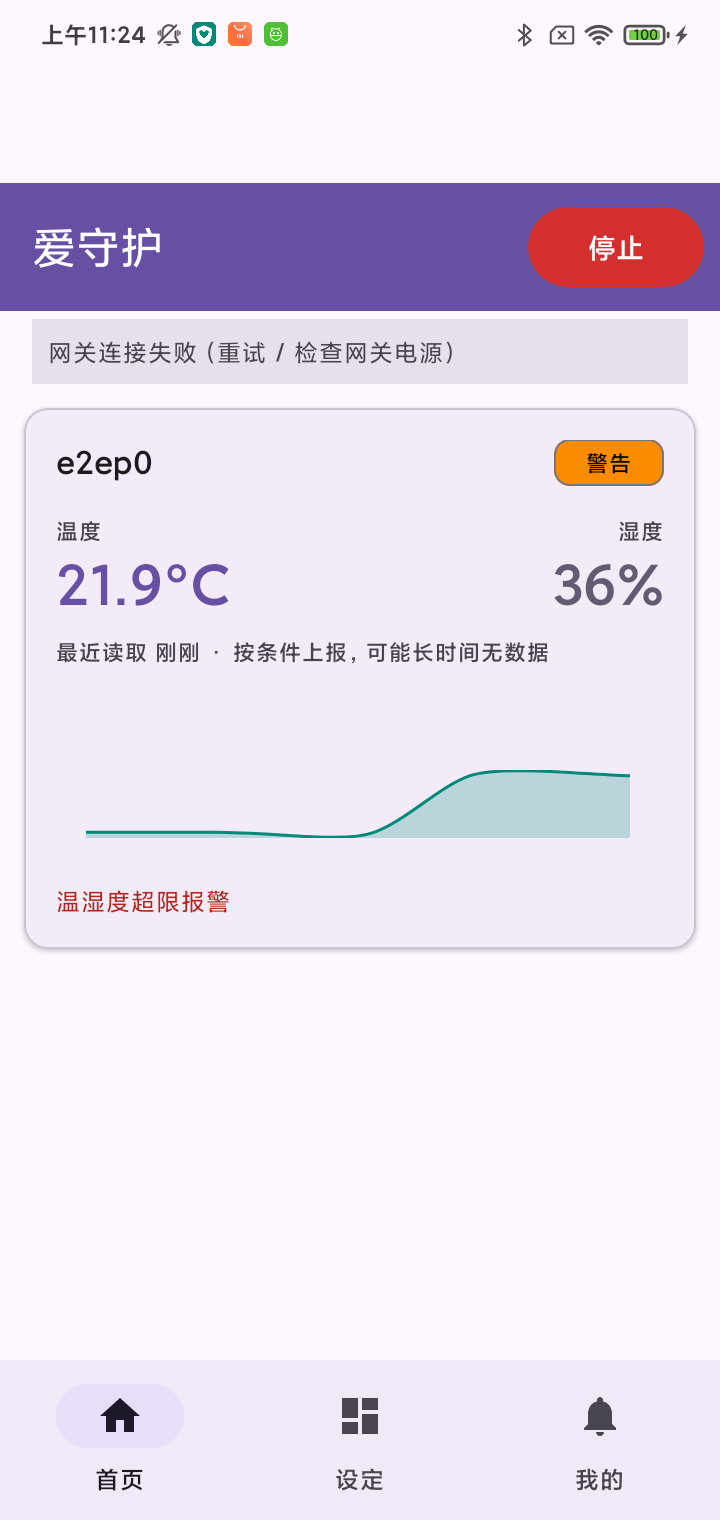 上午11:24 100
爱守护 停止
网关连接失败 (重试 / 检查网关电源)
e2ep0 警告
温度 湿度
21.9°C 36%
最近读取 刚刚 · 按条件上报, 可能长时间无数据
温湿度超限报警
首页 设定 我的